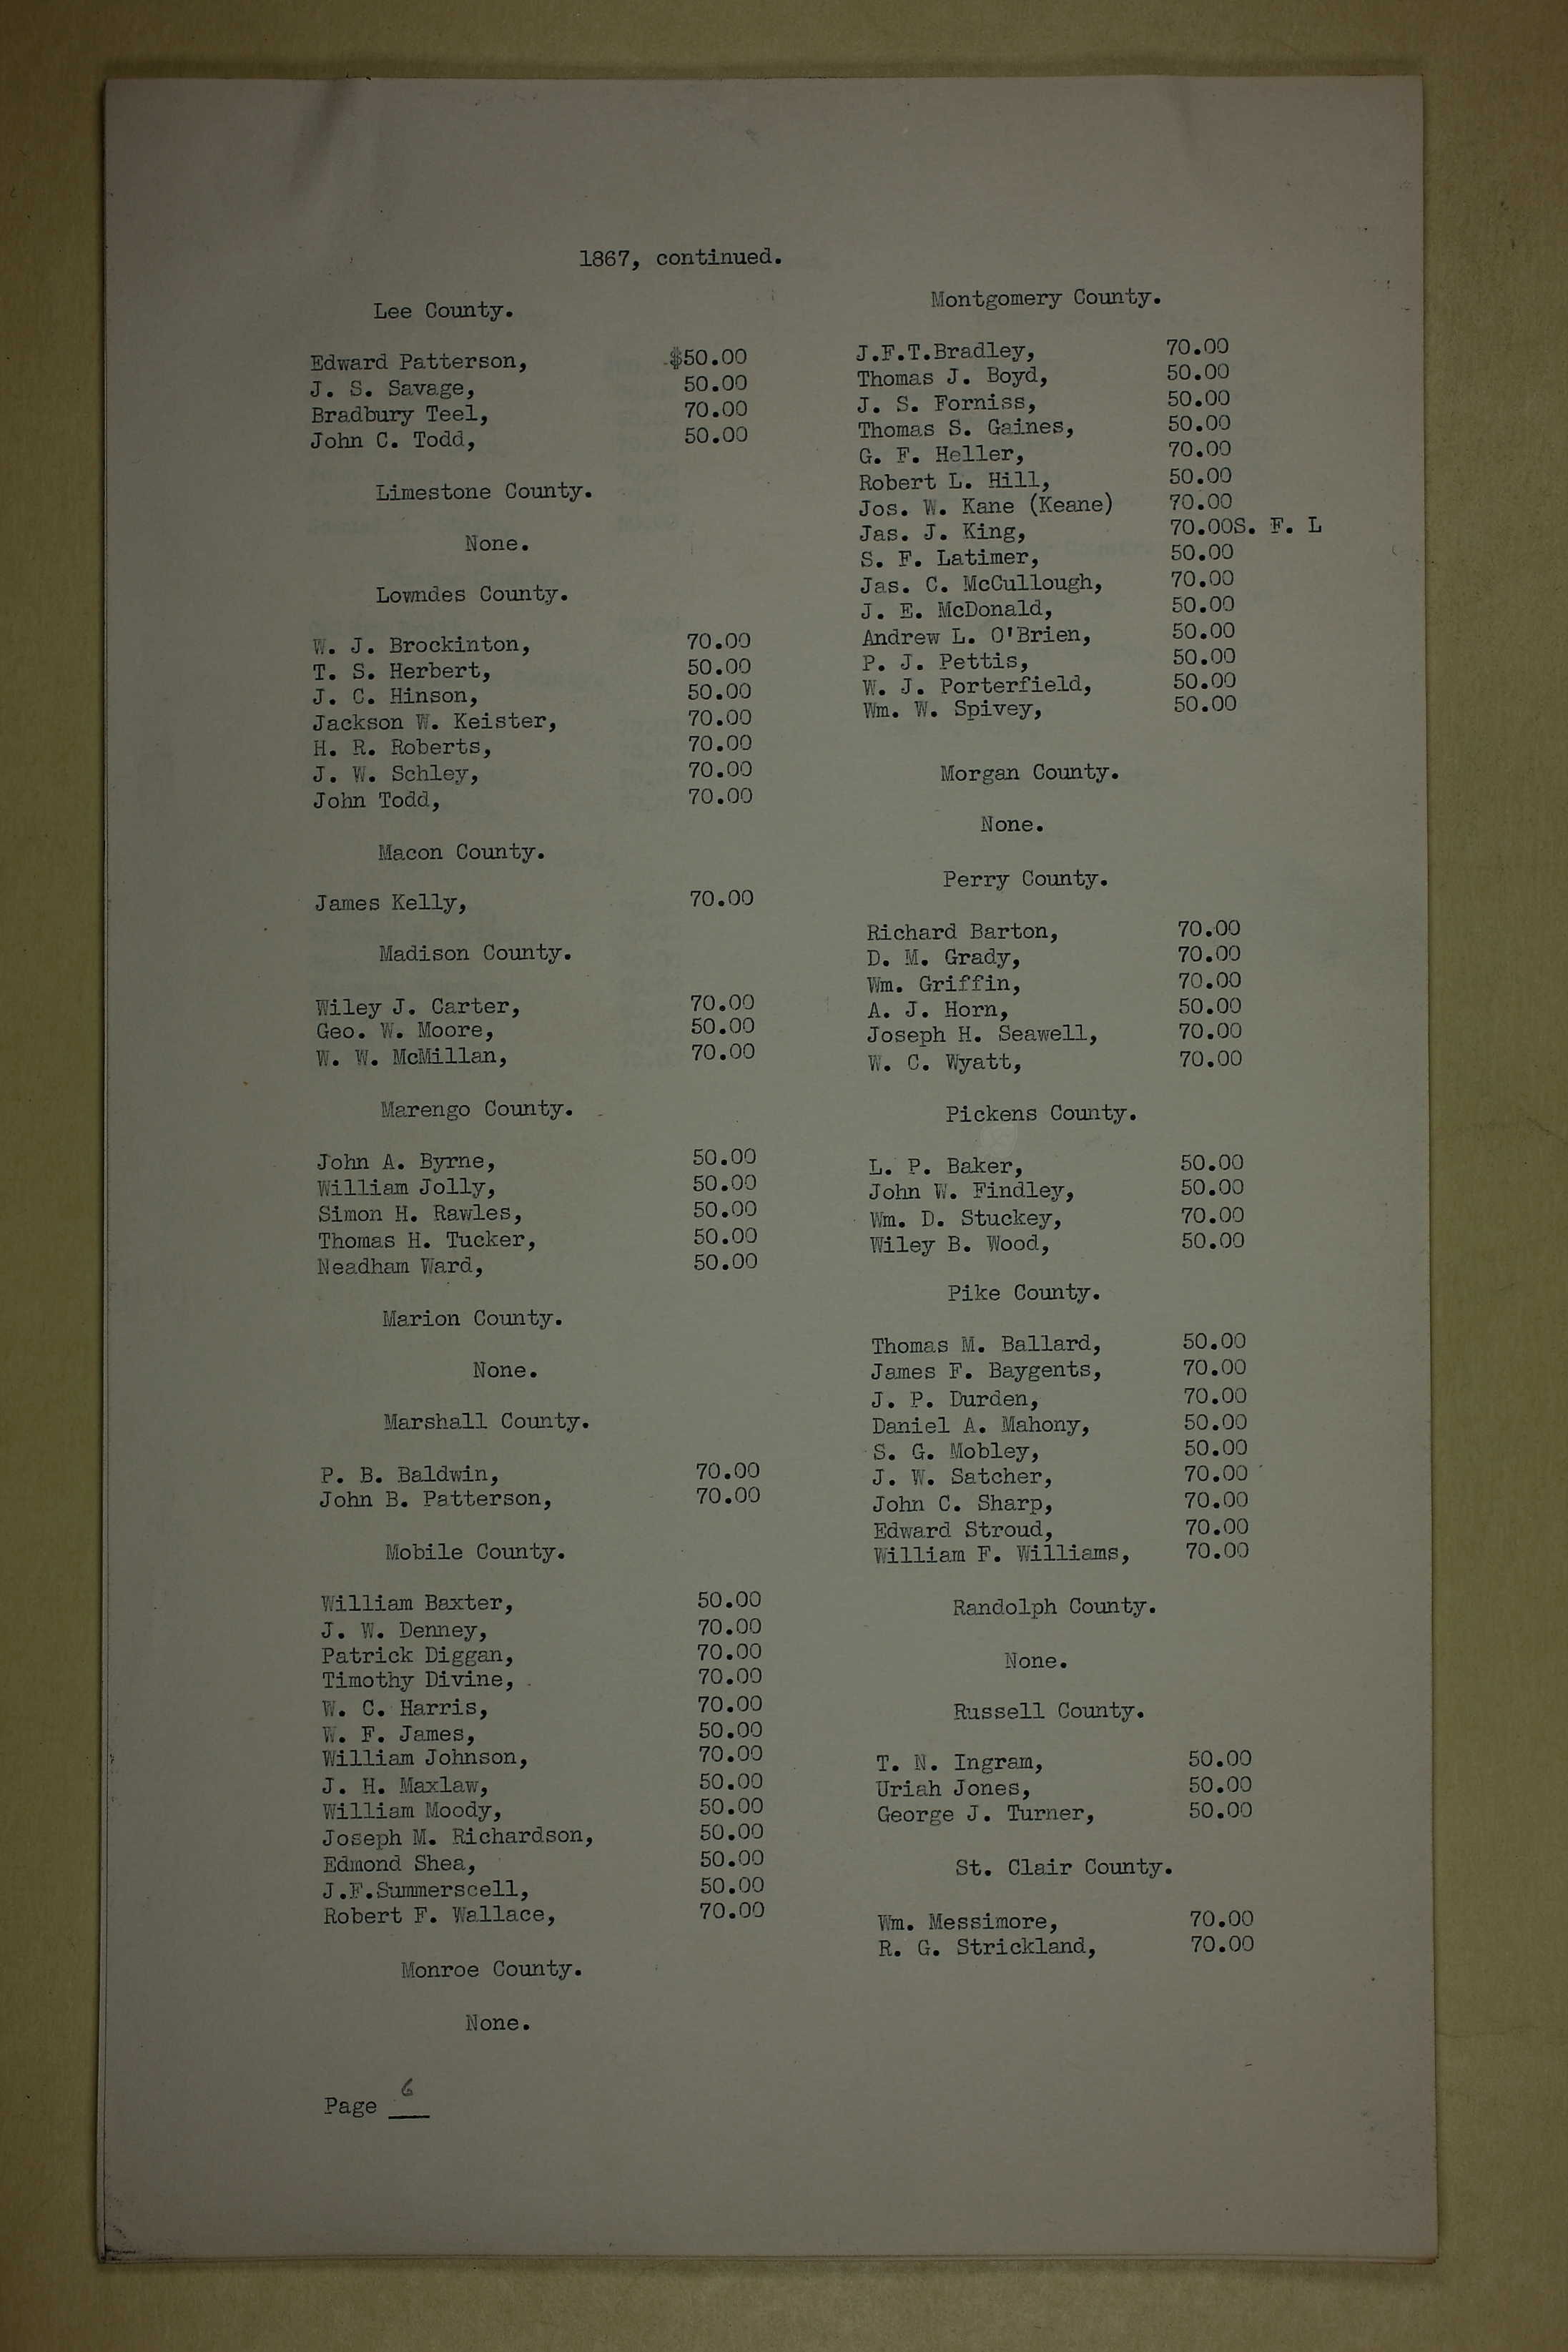 1867, continued.
Lee County.
Edward Patterson, $50.00
J. S. Savage, 50.00
Bradbury Teel, 70.00
John C. Todd, 50.00
Limestone County.
None.
Lowndes County.
W. J. Brockinton, 70.00
T. S. Herbert, 50.00
J. C. Hinson, 50.00
Jackson W. Keister, 70.00
H. R. Roberts, 70.00
J. W. Schley, 70.00
John Todd, 70.00
Macon County.
James Kelly, 70.00
Madison County.
Wiley J. Carter, 70.00
Geo. W. Moore, 50.00
W. W. McMillan, 70.00
Marengo County.
John A. Byrne, 50.00
William Jolly, 50.00
Simon H. Rawles, 50.00
Thomas H. Tucker, 50.00
Needham Ward, 50.00
Marion County.
None.
Marshall County.
P. B. Baldwin, 70.00
John B. Patterson, 70.00
Mobile County.
William Baxter, 50.00
J. W. Denney, 70.00
Patrick Diggan, 70.00
Timothy Divine, 70.00
W. C. Harris, 70.00
W. F. James, 50.00
William Johnson, 70.00
J. H. Maxlaw, 50.00
William Moody, 50.00
Joseph M. Richardson, 50.00
Edmond Shea, 50.00
J.F.Summerscell, 50.00
Robert F. Wallace, 70.00
Monroe County.
None.
Page 6
Montgomery County.
J.F.T.Bradley, 70.00
Thomas J. Boyd, 50.00
J. S. Forniss, 50.00
Thomas S. Gaines, 50.00
G. F. Heller, 70.00
Robert L. Hill, 50.00
Jos. W. Kane (Keane) 70.00
Jas. J. King, 70.00S. F. L
S. F. Latimer, 50.00
Jas. C. McCullough, 70.00
J. E. McDonald, 50.00
Andrew L. O'Brien, 50.00
P. J. Pettis, 50.00
W. J. Porterfield, 50.00
Wm. W. Spivey, 50.00
Morgan County.
None.
Perry County.
Richard Barton, 70.00
D. M. Grady, 70.00
Wm. Griffin, 70.00
A. J. Horn, 50.00
Joseph H. Seawell, 70.00
W. C. Wyatt, 70.00
Pickens County.
L. P. Baker, 50.00
John W. Findley, 50.00
Wm. D. Stuckey, 70.00
Wiley B. Wood, 50.00
Pike County.
Thomas M. Ballard, 50.00
James F. Baygents, 70.00
J. P. Durden, 70.00
Daniel A. Mahony, 50.00
S. G. Mobley, 50.00
J. W. Satcher, 70.00
John C. Sharp, 70.00
Edward Stroud, 70.00
William F. Williams, 70.00
Randolph County.
None.
Russell County.
T. N. Ingram, 50.00
Uriah Jones, 50.00
George J. Turner, 50.00
St. Clair County.
Wm. Messimore, 70.00
R. G. Strickland, 70.00